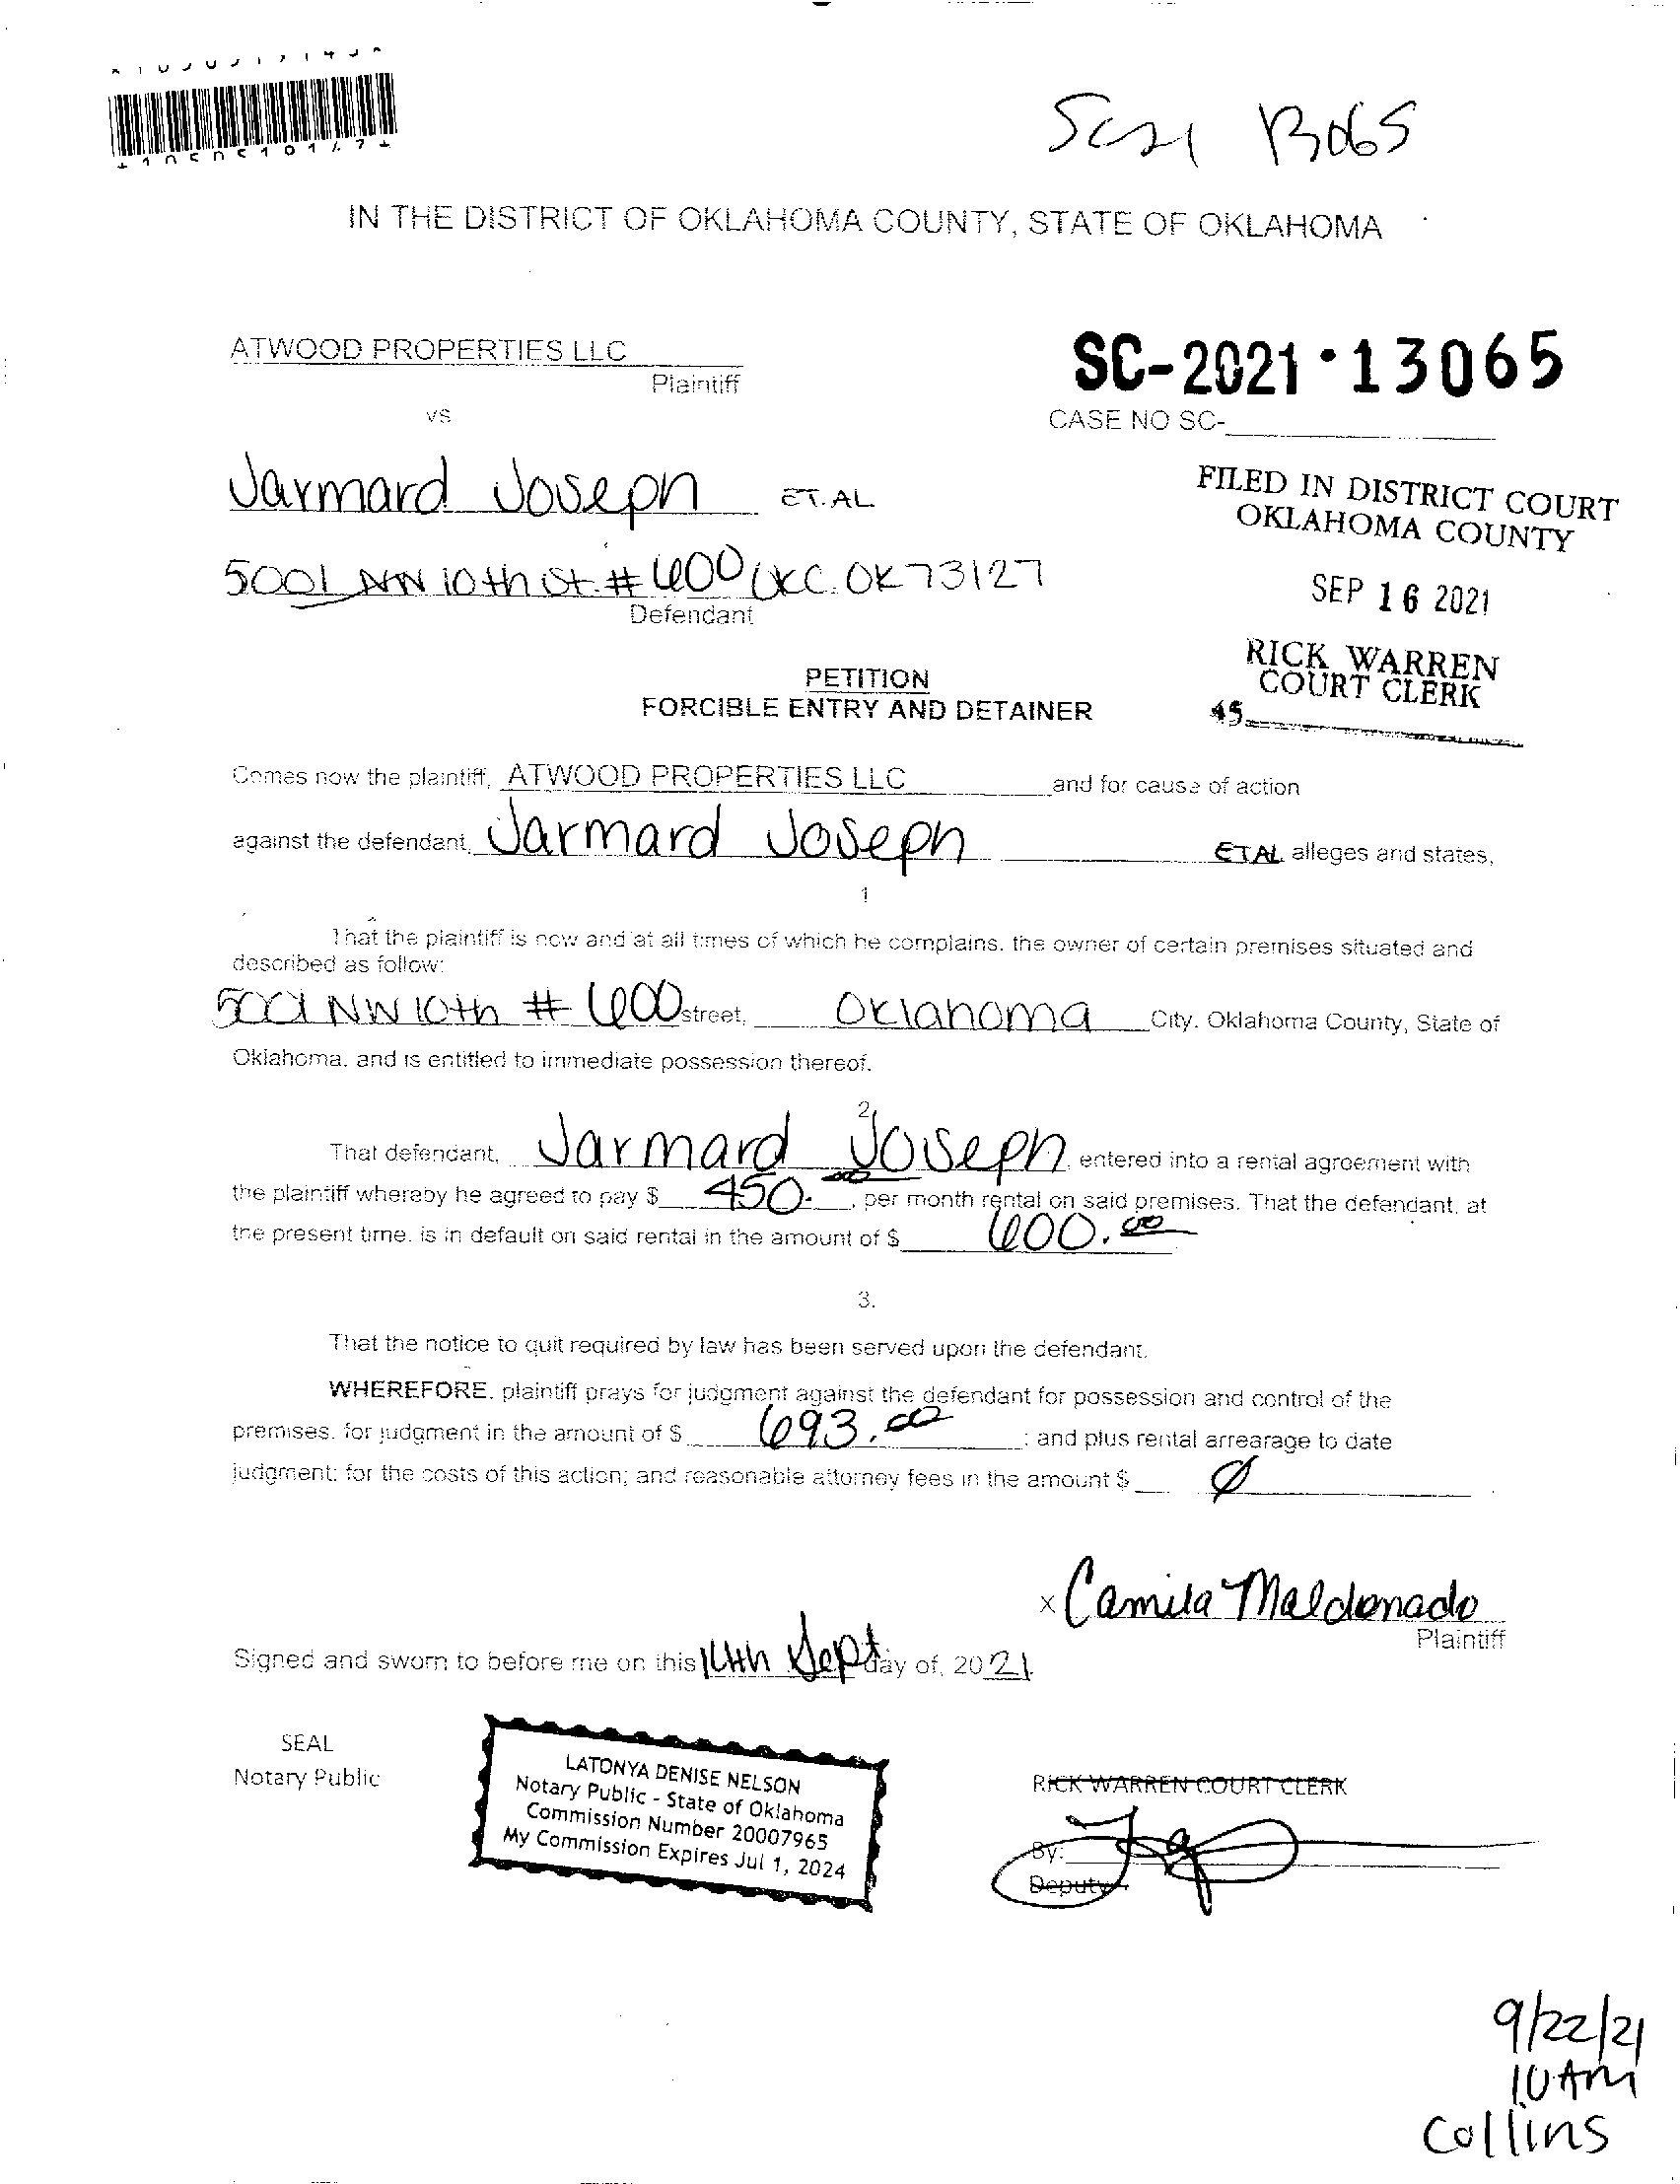 SC21 13065
IN THE DISTRICT OF OKLAHOMA COUNTY, STATE OF OKLAHOMA
ATWOOD PROPERTIES LLC
Plaintiff
SC-2021·13065
vs
CASE NO SC-
Jarmard Joseph ET.AL
FILED IN DISTRICT COURT
OKLAHOMA COUNTY
5001 NW 10th St. # 600 OKC. OK 73127
Defendant
SEP 16 2021
RICK WARREN
COURT CLERK
45
PETITION
FORCIBLE ENTRY AND DETAINER
Comes now the plaintiff, ATWOOD PROPERTIES LLC and for cause of action
against the defendant, Jarmard Joseph ETAL alleges and states,
1
That the plaintiff is now and at all times of which he complains, the owner of certain premises situated and
described as follow:
5001 NW 10th # 600 street, Oklahoma City, Oklahoma County, State of
Oklahoma, and is entitled to immediate possession thereof.
2.
That defendant, Jarmard Joseph entered into a rental agreement with
the plaintiff whereby he agreed to pay $ 450.00, per month rental on said premises. That the defendant, at
the present time, is in default on said rental in the amount of $ 600.00
3.
That the notice to quit required by law has been served upon the defendant.
WHEREFORE, plaintiff prays for judgment against the defendant for possession and control of the
premises, for judgment in the amount of $ 693.00; and plus rental arrearage to date
judgment; for the costs of this action; and reasonable attorney fees in the amount $ Ø
x Camila Maldonado
Plaintiff
Signed and sworn to before me on this Sept day of, 2021
SEAL
Notary Public
LATONYA DENISE NELSON
Notary Public - State of Oklahoma
Commission Number 20007965
My Commission Expires Jul 1, 2024
RICK WARREN COURT CLERK
By:
Deputy
9/22/21
10 AM
Collins